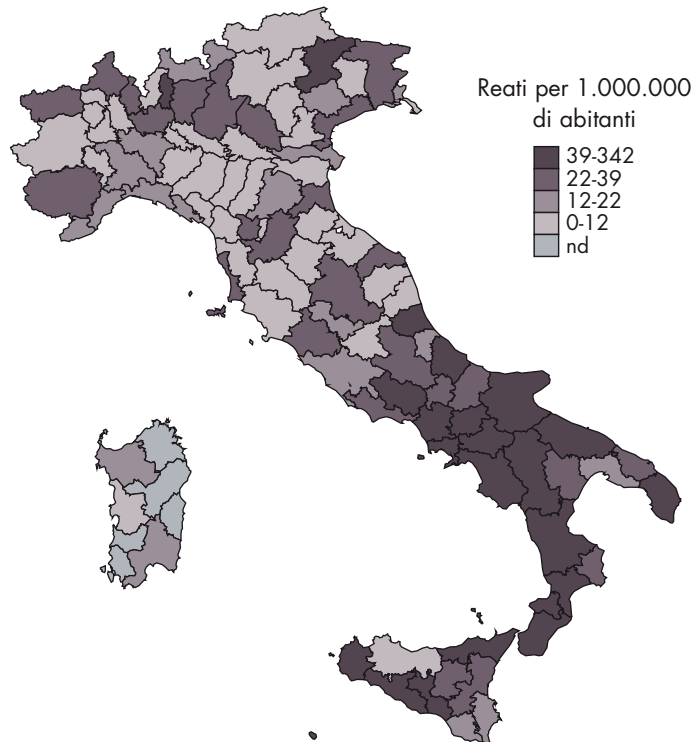 Reati per 1.000.000
di abitanti
39-342
22-39
12-22
0-12
nd